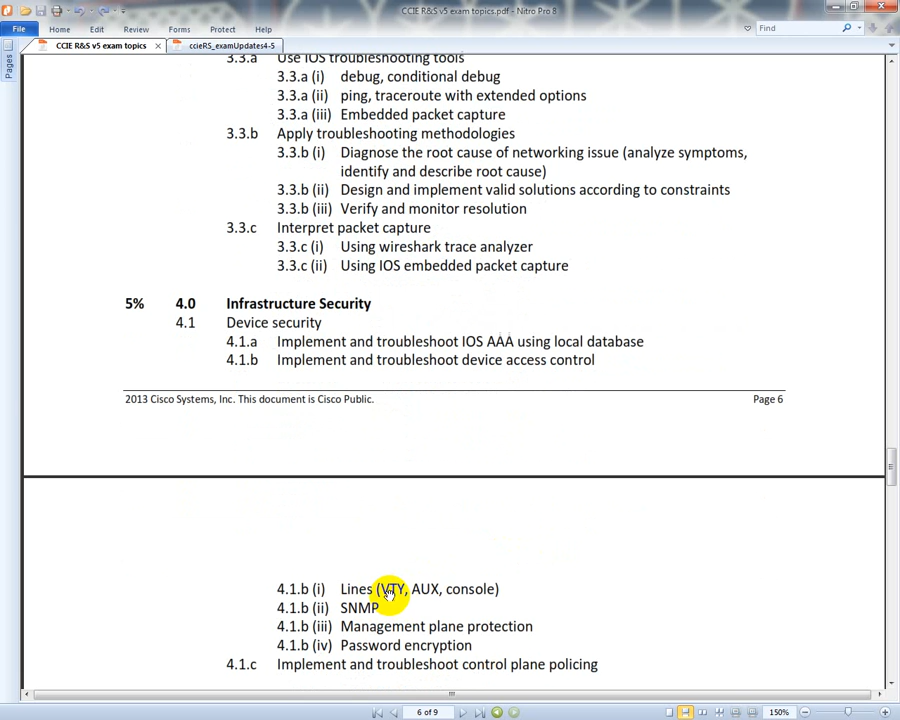 CCIE R&S v5 exam topics.pdf - Nitro Pro 8
File Home Edit Review Forms Protect Help Find
CCIE R&S v5 exam topics ccieRS_examUpdates4-5
Pages
3.3.a Use IOS troubleshooting tools
3.3.a (i) debug, conditional debug
3.3.a (ii) ping, traceroute with extended options
3.3.a (iii) Embedded packet capture
3.3.b Apply troubleshooting methodologies
3.3.b (i) Diagnose the root cause of networking issue (analyze symptoms,
identify and describe root cause)
3.3.b (ii) Design and implement valid solutions according to constraints
3.3.b (iii) Verify and monitor resolution
3.3.c Interpret packet capture
3.3.c (i) Using wireshark trace analyzer
3.3.c (ii) Using IOS embedded packet capture
5% 4.0 Infrastructure Security
4.1 Device security
4.1.a Implement and troubleshoot IOS AAA using local database
4.1.b Implement and troubleshoot device access control
2013 Cisco Systems, Inc. This document is Cisco Public. Page 6
4.1.b (i) Lines (VTY, AUX, console)
4.1.b (ii) SNMP
4.1.b (iii) Management plane protection
4.1.b (iv) Password encryption
4.1.c Implement and troubleshoot control plane policing
6 of 9 150%